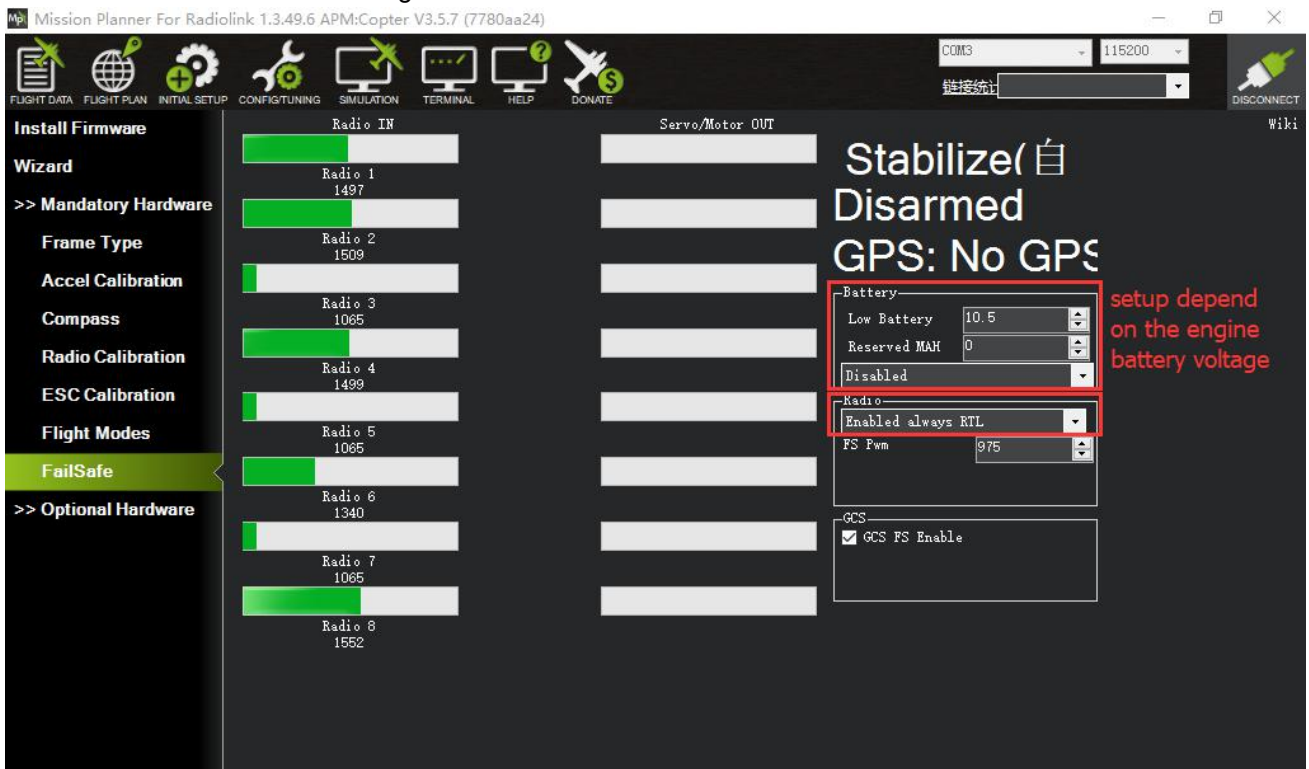 Mission Planner For Radiolink 1.3.49.6 APM:Copter V3.5.7 (7780aa24)
FLIGHT DATA FLIGHT PLAN INITIAL SETUP CONFIG/TUNING SIMULATION TERMINAL HELP DONATE
COM3 115200
链接统计
DISCONNECT
Install Firmware
Wizard
>> Mandatory Hardware
Frame Type
Accel Calibration
Compass
Radio Calibration
ESC Calibration
Flight Modes
FailSafe
>> Optional Hardware
Radio IN
Radio 1
1497
Radio 2
1509
Radio 3
1065
Radio 4
1499
Radio 5
1065
Radio 6
1340
Radio 7
1065
Radio 8
1552
Servo/Motor OUT
Wiki
Stabilize(自
Disarmed
GPS: No GPS
Battery
Low Battery 10.5
Reserved MAH 0
Disabled
setup depend
on the engine
battery voltage
Radio
Enabled always RTL
FS Pwm 975
GCS
GCS FS Enable